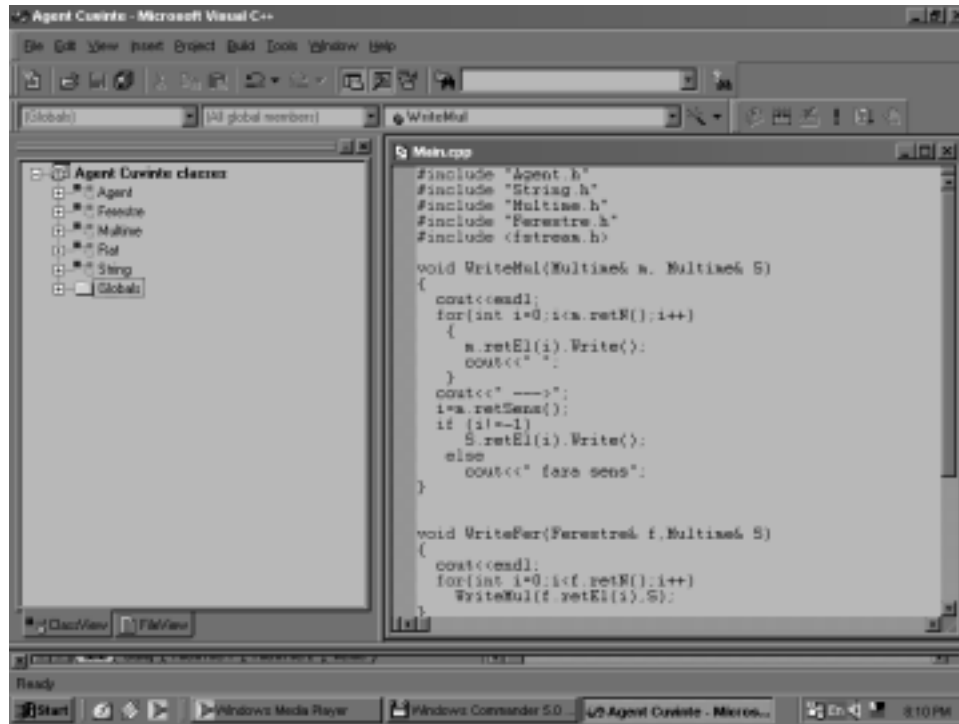 Agent Cuvinte - Microsoft Visual C++
File Edit View Insert Project Build Tools Window Help
(Globals) (All global members) WriteMul
Agent Cuvinte classes
Agent
Ferestre
Multime
Rat
String
Globals
ClassView FileView
Main.cpp
#include "Agent.h"
#include "String.h"
#include "Multime.h"
#include "Ferestre.h"
#include <fstream.h>
void WriteMul(Multime& m, Multime& S)
{
cout<<endl;
for(int i=0;i<m.retN();i++)
{
m.retEl(i).Write();
cout<<" ";
}
cout<<" --->";
i=m.retSens();
if (i!=-1)
S.retEl(i).Write();
else
cout<<" fara sens";
}
void WriteFer(Ferestre& f,Multime& S)
{
cout<<endl;
for(int i=0;i<f.retN();i++)
WriteMul(f.retEl(i),S);
}
Ready
Start Windows Media Player Windows Commander 5.0 ... Agent Cuvinte - Micros... En 8:10 PM